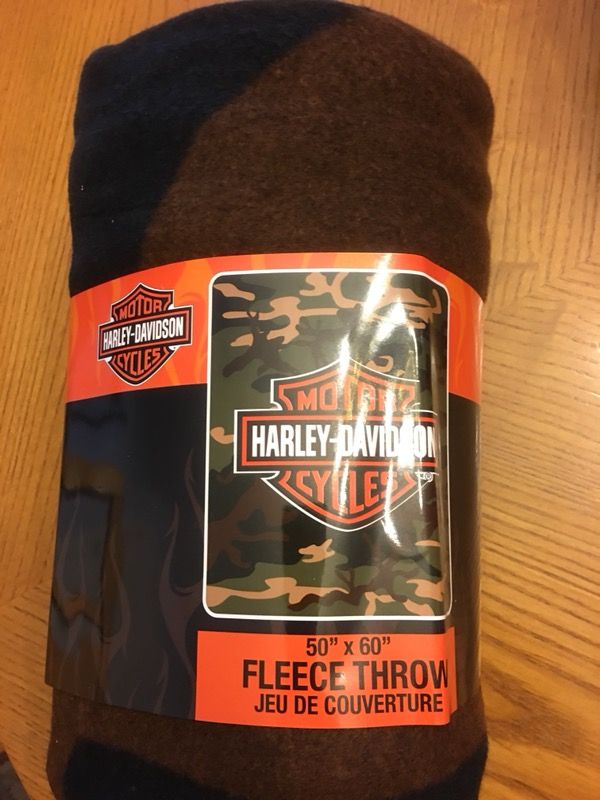 MOTOR
HARLEY-DAVIDSON
CYCLES
MOTOR
HARLEY-DAVIDSON
CYCLES
®
50" x 60"
FLEECE THROW
JEU DE COUVERTURE